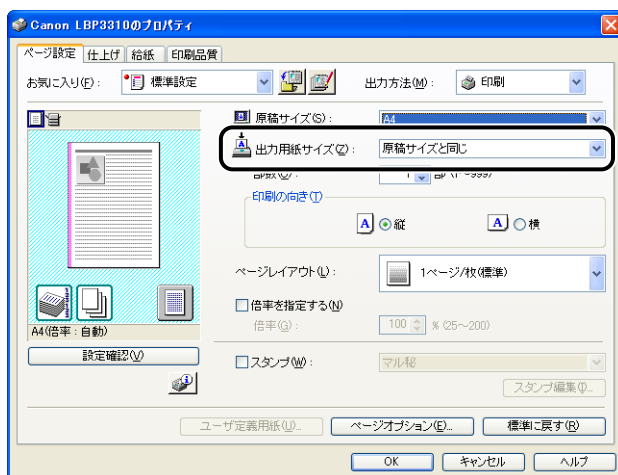 Canon LBP3310のプロパティ
ページ設定 仕上げ 給紙 印刷品質
お気に入り(F): 標準設定 出力方法(M): 印刷
原稿サイズ(S): A4
出力用紙サイズ(Z): 原稿サイズと同じ
部数(Q): 1 部 (1～999)
印刷の向き(T)
A 縦 A 横
ページレイアウト(L): 1ページ/枚(標準)
倍率を指定する(N)
倍率(G): 100 % (25～200)
A4(倍率：自動)
設定確認(V)
スタンプ(W): マル秘
スタンプ編集(I)...
ユーザ定義用紙(U)... ページオプション(E)... 標準に戻す(R)
OK キャンセル ヘルプ